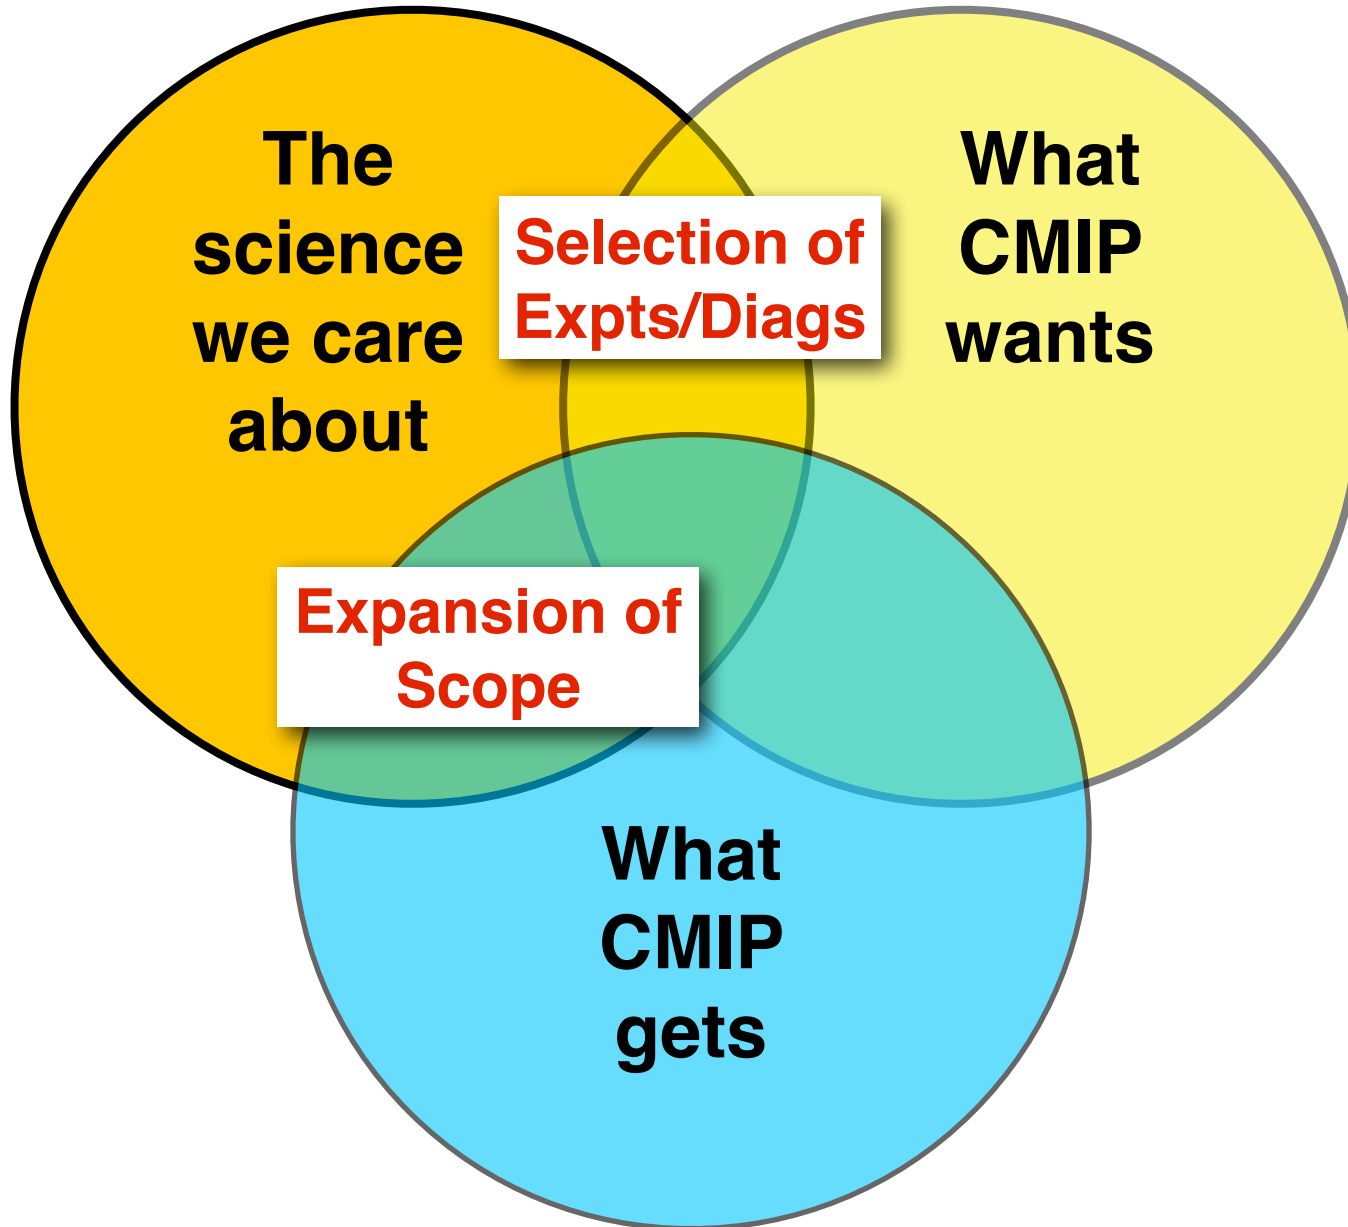 The
science
we care
about
Selection of
Expts/Diags
What
CMIP
wants
Expansion of
Scope
What
CMIP
gets